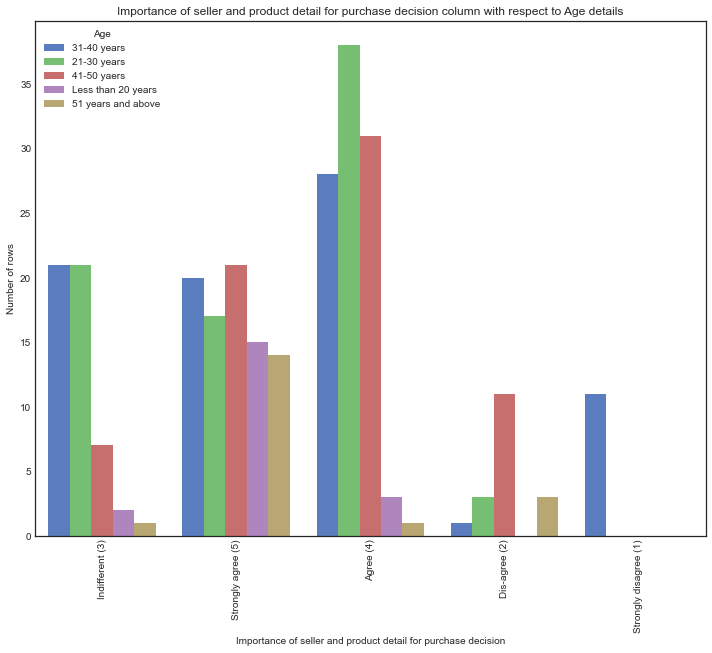 Importance of seller and product detail for purchase decision column with respect to Age details
Age
31-40 years
21-30 years
41-50 yaers
Less than 20 years
51 years and above
35
30
25
20
15
10
5
0
Number of rows
Indifferent (3)
Strongly agree (5)
Agree (4)
Dis-agree (2)
Strongly disagree (1)
Importance of seller and product detail for purchase decision